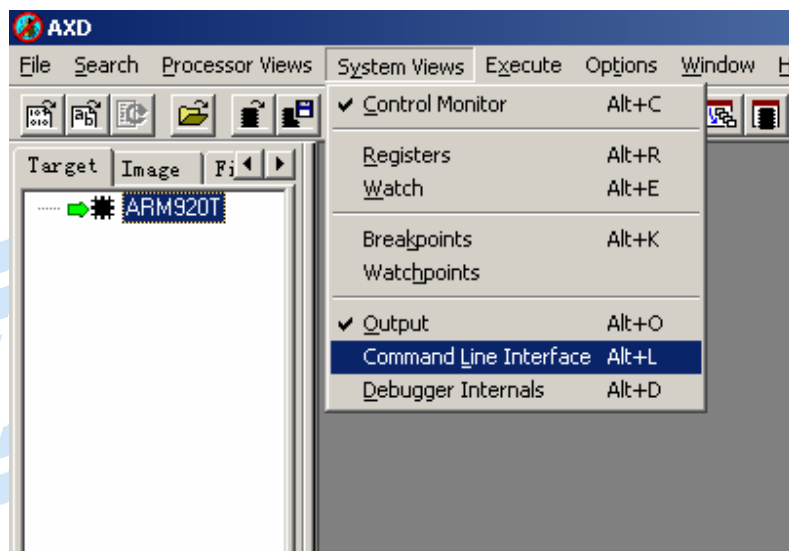 AXD
File Search Processor Views System Views Execute Options Window H
Control Monitor Alt+C
Registers Alt+R
Watch Alt+E
Breakpoints Alt+K
Watchpoints
Output Alt+O
Command Line Interface Alt+L
Debugger Internals Alt+D
Target Image Fi
ARM920T